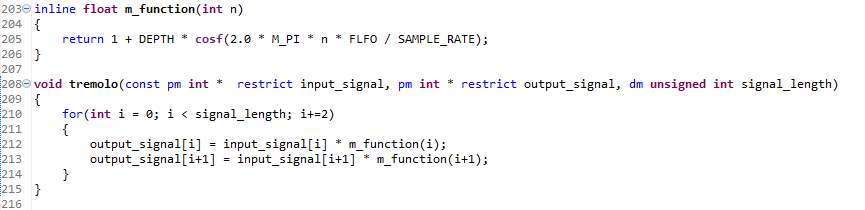 203 inline float m_function(int n)
204 {
205     return 1 + DEPTH * cosf(2.0 * M_PI * n * FLFO / SAMPLE_RATE);
206 }
207
208 void tremolo(const pm int *  restrict input_signal, pm int * restrict output_signal, dm unsigned int signal_length)
209 {
210     for(int i = 0; i < signal_length; i+=2)
211     {
212         output_signal[i] = input_signal[i] * m_function(i);
213         output_signal[i+1] = input_signal[i+1] * m_function(i+1);
214     }
215 }
216